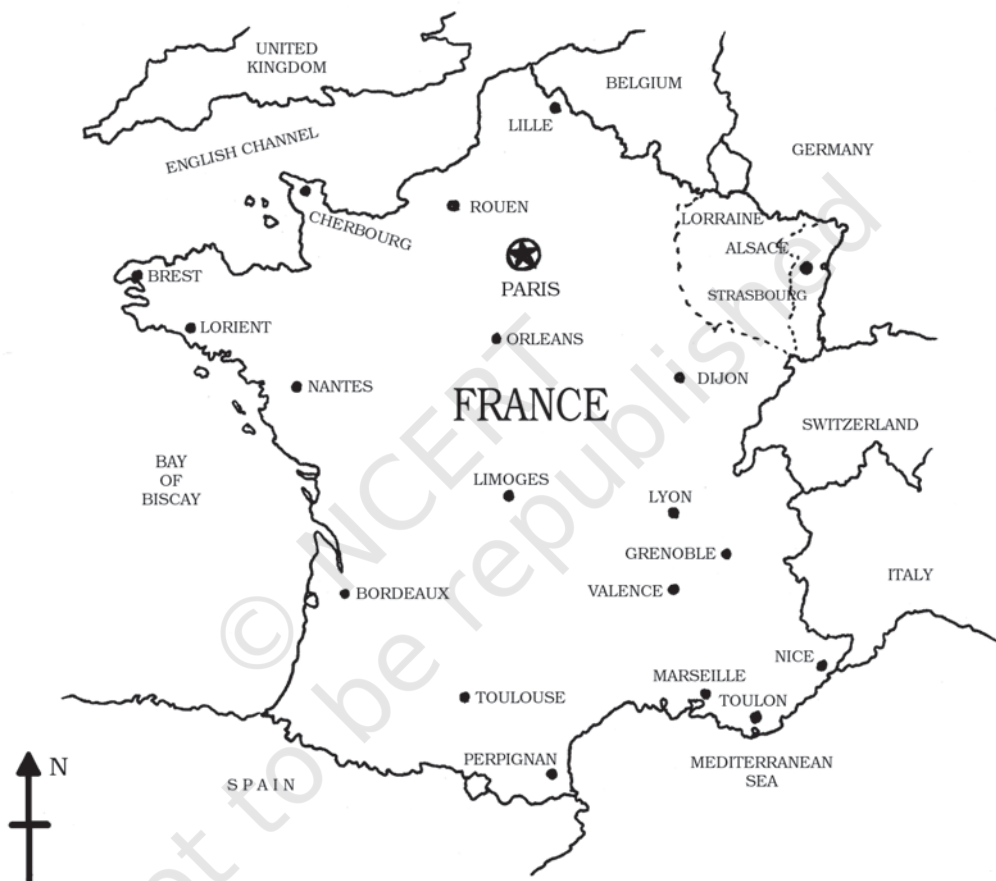 UNITED
KINGDOM
BELGIUM
LILLE
ENGLISH CHANNEL
GERMANY
CHERBOURG
ROUEN
LORRAINE
ALSACE
PARIS
BREST
STRASBOURG
LORIENT
ORLEANS
NANTES
DIJON
FRANCE
SWITZERLAND
BAY
OF
BISCAY
LIMOGES
LYON
GRENOBLE
VALENCE
ITALY
BORDEAUX
NICE
MARSEILLE
TOULOUSE
TOULON
PERPIGNAN
MEDITERRANEAN
SEA
N
SPAIN
© NCERT
not to be republished